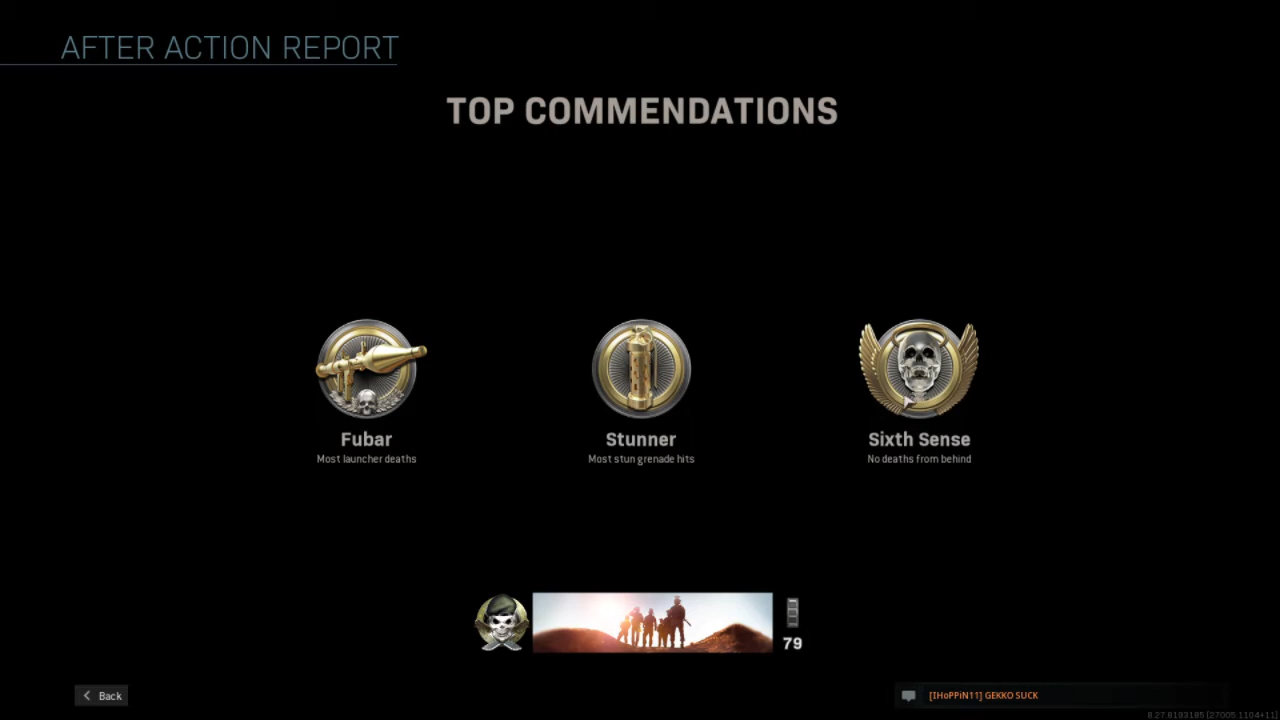 AFTER ACTION REPORT
TOP COMMENDATIONS
Fubar
Most launcher deaths
Stunner
Most stun grenade hits
Sixth Sense
No deaths from behind
79
Back
[IHoPPiN11] GEKKO SUCK